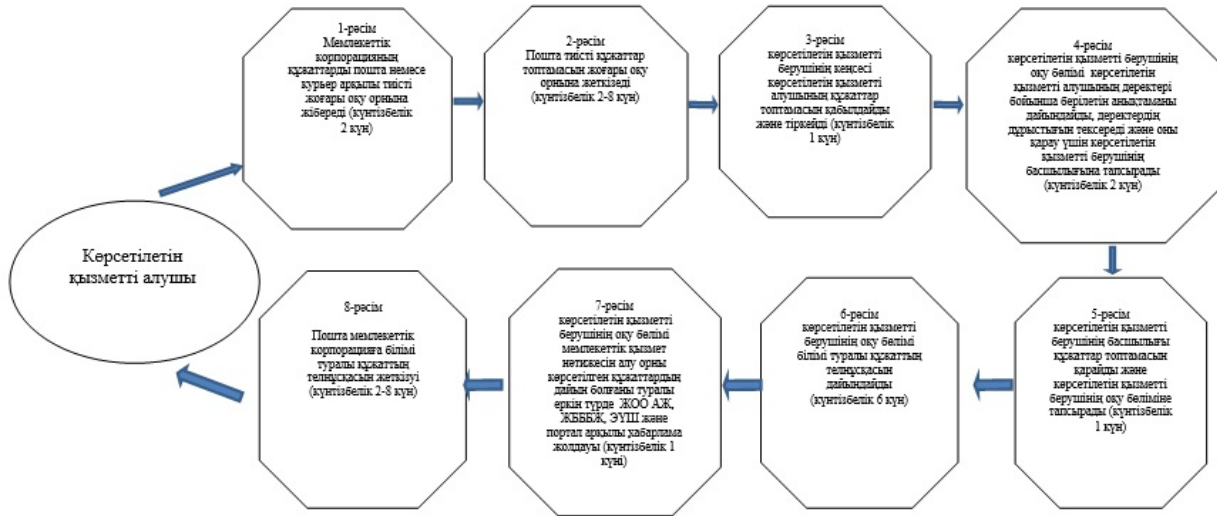 1-рәсім
Мемлекеттік
корпорацияның
құжаттарды пошта немесе
курьер арқылы тиісті
жоғары оқу орнына
жібереді (күнтізбелік
2 күн)
2-рәсім
Пошта тиісті құжаттар
топтамасын жоғары оқу
орнына жеткізеді
(күнтізбелік 2-8 күн)
3-рәсім
көрсетілетін қызметті
берушінің кеңсесі
көрсетілетін қызметті
алушының құжаттар
топтамасын қабылдайды
және тіркейді (күнтізбелік
1 күн)
4-рәсім
көрсетілетін қызметті берушінің
оқу бөлімі көрсетілетін
қызметті алушының деректері
бойынша берілетін анықтаманы
дайындайды, деректердің
дұрыстығын тексереді және оны
қарау үшін көрсетілетін
қызметті берушінің
басшылығына тапсырады
(күнтізбелік 2 күн)
Көрсетілетін
қызметті алушы
8-рәсім
Пошта мемлекеттік
корпорацияға білімі
туралы құжаттың
телнұсқасын жеткізуі
(күнтізбелік 2-8 күн)
7-рәсім
көрсетілетін қызметті
берушінің оқу бөлімі
мемлекеттік қызмет
нәтижесін алу орны
көрсетілген құжаттардың
дайын болғаны туралы
еркін түрде ЖОО АЖ,
ЖБББЖ, ЭҮШ және
портал арқылы хабарлама
жолдауы (күнтізбелік 1
күні)
6-рәсім
көрсетілетін қызметті
берушінің оқу бөлімі
білімі туралы құжаттың
телнұсқасын
дайындайды
(күнтізбелік 6 күн)
5-рәсім
көрсетілетін қызметті
берушінің басшылығы
құжаттар топтамасын
қарайды және
көрсетілетін қызметті
берушінің оқу бөліміне
тапсырады (күнтізбелік
1 күн)